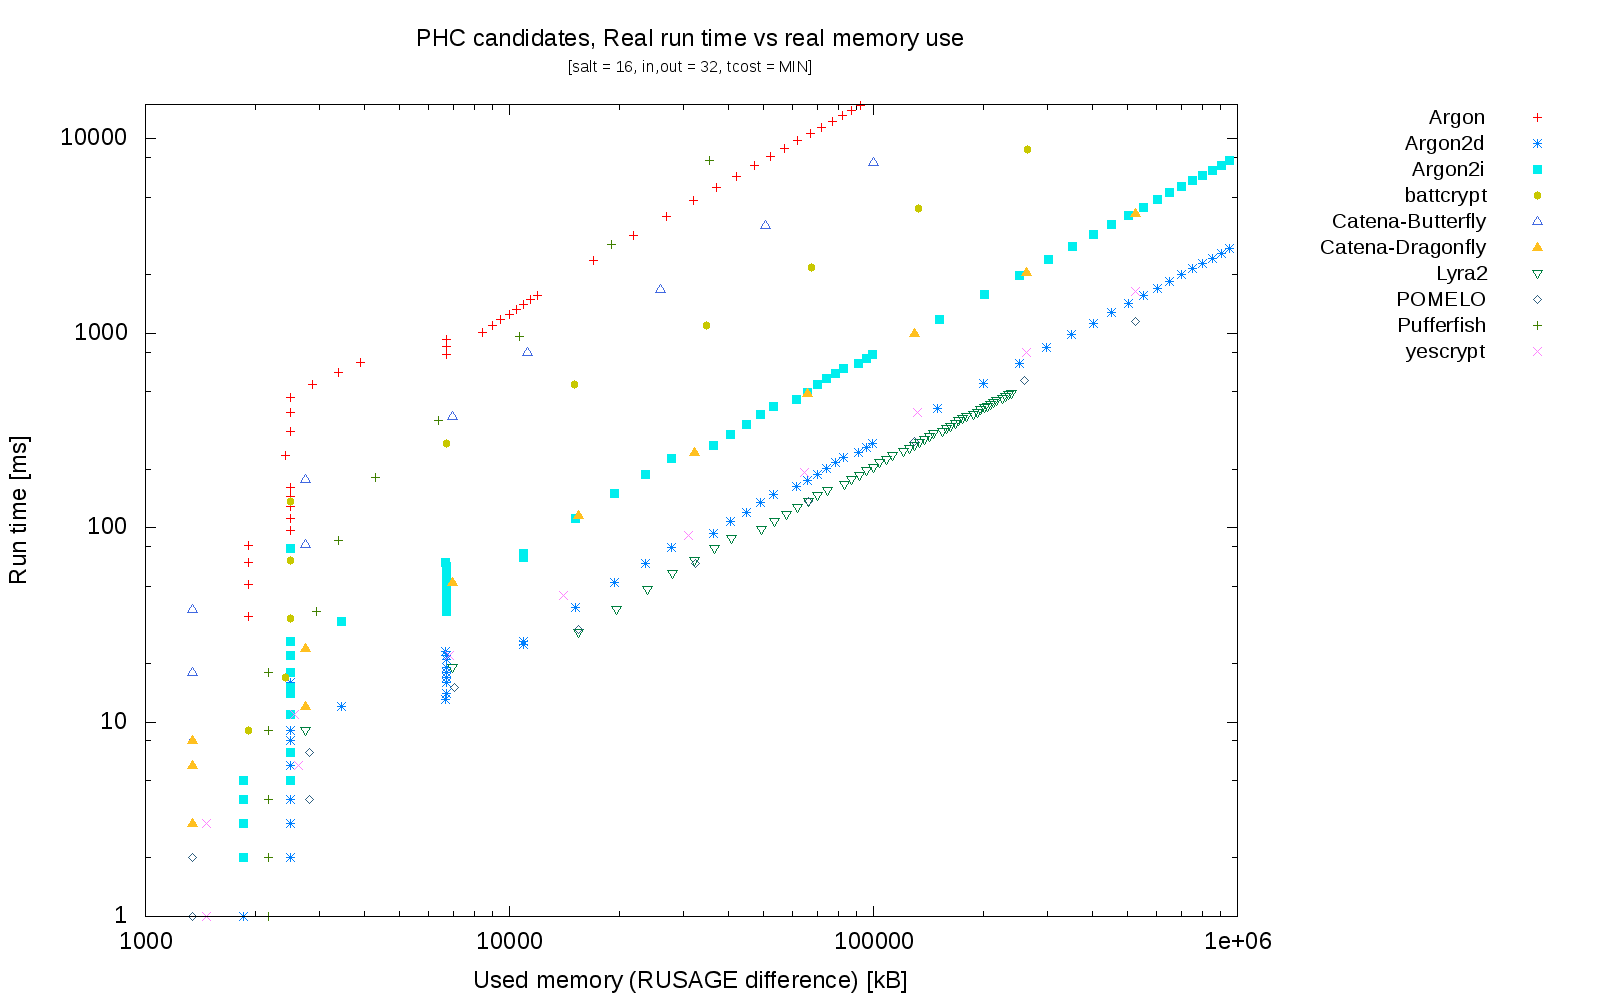 PHC candidates, Real run time vs real memory use
[salt = 16, in,out = 32, tcost = MIN]
10000
1000
100
10
1
Run time [ms]
1000
10000
100000
1e+06
Used memory (RUSAGE difference) [kB]
Argon
Argon2d
Argon2i
battcrypt
Catena-Butterfly
Catena-Dragonfly
Lyra2
POMELO
Pufferfish
yescrypt